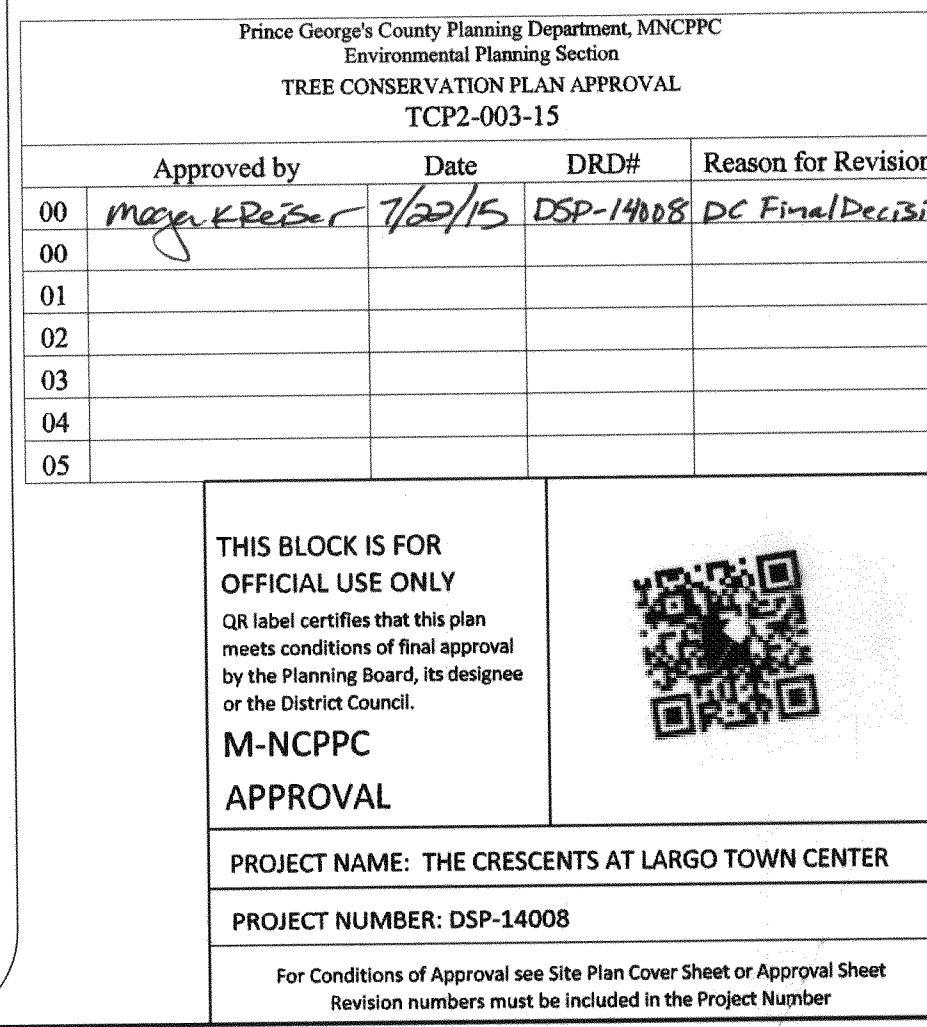 Prince George's County Planning Department, MNCPPC
Environmental Planning Section
TREE CONSERVATION PLAN APPROVAL
TCP2-003-15
Approved by Date DRD# Reason for Revision
00 Megan K Reiser 7/22/15 DSP-14008 DC Final Decisi
00
01
02
03
04
05
THIS BLOCK IS FOR
OFFICIAL USE ONLY
QR label certifies that this plan
meets conditions of final approval
by the Planning Board, its designee
or the District Council.
M-NCPPC
APPROVAL
PROJECT NAME: THE CRESCENTS AT LARGO TOWN CENTER
PROJECT NUMBER: DSP-14008
For Conditions of Approval see Site Plan Cover Sheet or Approval Sheet
Revision numbers must be included in the Project Number